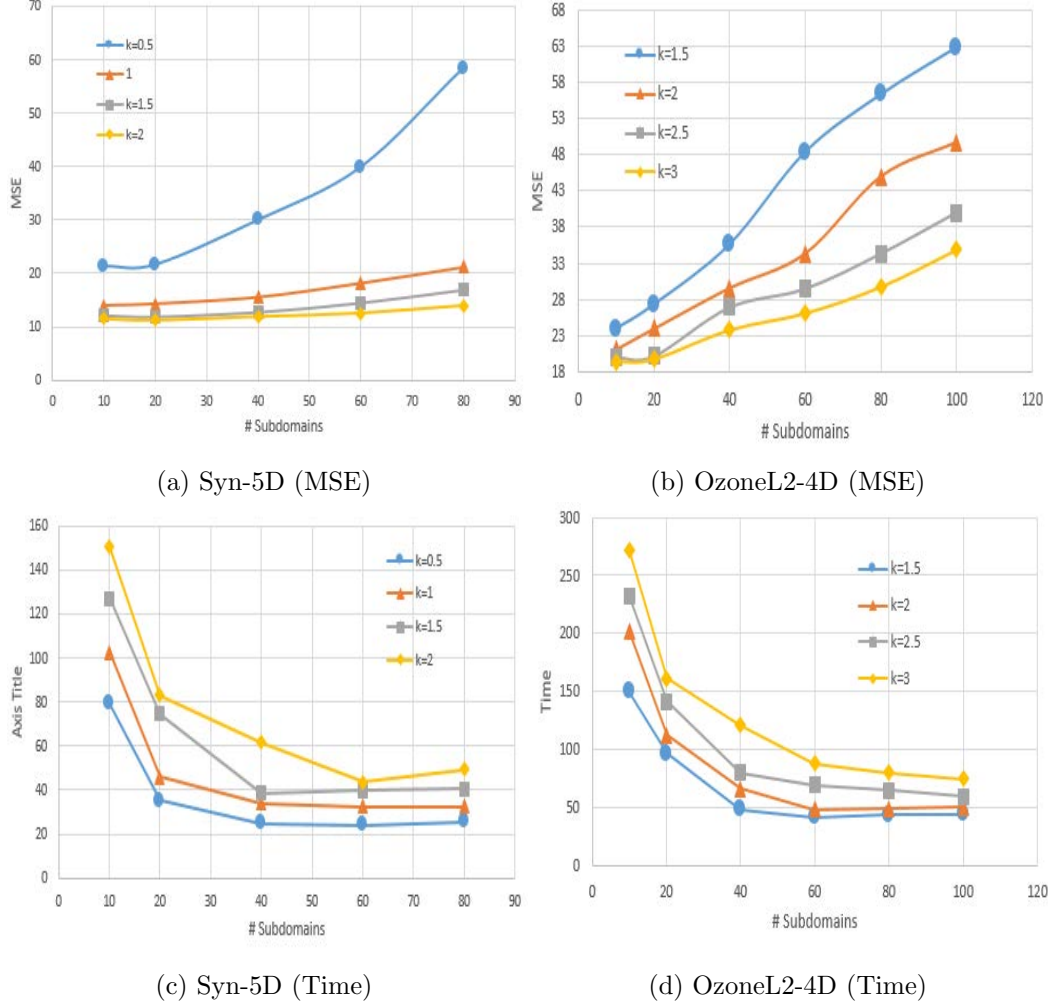 70
60
50
40
30
20
10
0
MSE
k=0.5
1
k=1.5
k=2
0 10 20 30 40 50 60 70 80 90
# Subdomains
(a) Syn-5D (MSE)
68
63
58
53
48
43
38
33
28
23
18
MSE
k=1.5
k=2
k=2.5
k=3
0 20 40 60 80 100 120
# Subdomains
(b) OzoneL2-4D (MSE)
160
140
120
100
80
60
40
20
0
Axis Title
k=0.5
k=1
k=1.5
k=2
0 10 20 30 40 50 60 70 80 90
# Subdomains
(c) Syn-5D (Time)
300
250
200
150
100
50
0
Time
k=1.5
k=2
k=2.5
k=3
0 20 40 60 80 100 120
# Subdomains
(d) OzoneL2-4D (Time)